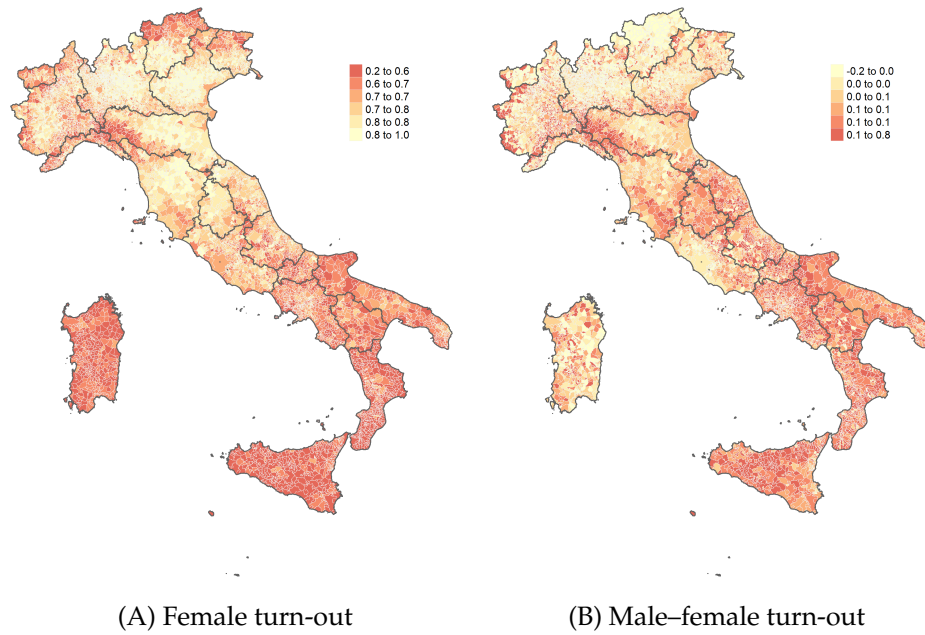 0.2 to 0.6
0.6 to 0.7
0.7 to 0.7
0.7 to 0.8
0.8 to 0.8
0.8 to 1.0
-0.2 to 0.0
0.0 to 0.0
0.0 to 0.1
0.1 to 0.1
0.1 to 0.1
0.1 to 0.8
(A) Female turn-out
(B) Male–female turn-out